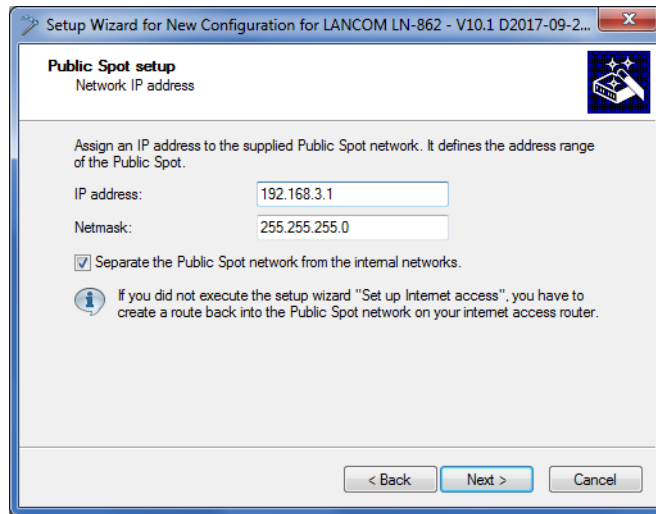 Setup Wizard for New Configuration for LANCOM LN-862 - V10.1 D2017-09-2...
Public Spot setup
Network IP address
Assign an IP address to the supplied Public Spot network. It defines the address range
of the Public Spot.
IP address:
192.168.3.1
Netmask:
255.255.255.0
Separate the Public Spot network from the internal networks.
If you did not execute the setup wizard "Set up Internet access", you have to
create a route back into the Public Spot network on your internet access router.
< Back
Next >
Cancel